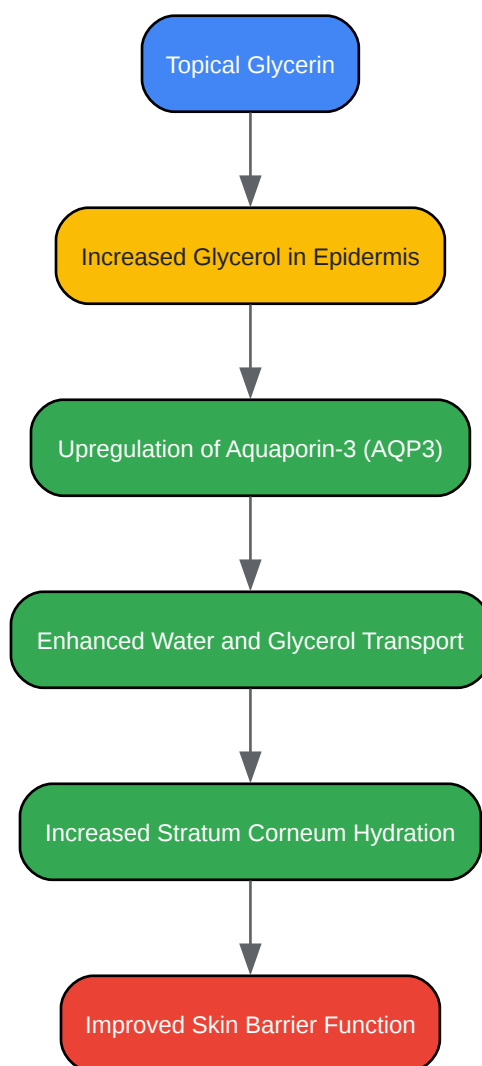 Topical Glycerin
Increased Glycerol in Epidermis
Upregulation of Aquaporin-3 (AQP3)
Enhanced Water and Glycerol Transport
Increased Stratum Corneum Hydration
Improved Skin Barrier Function